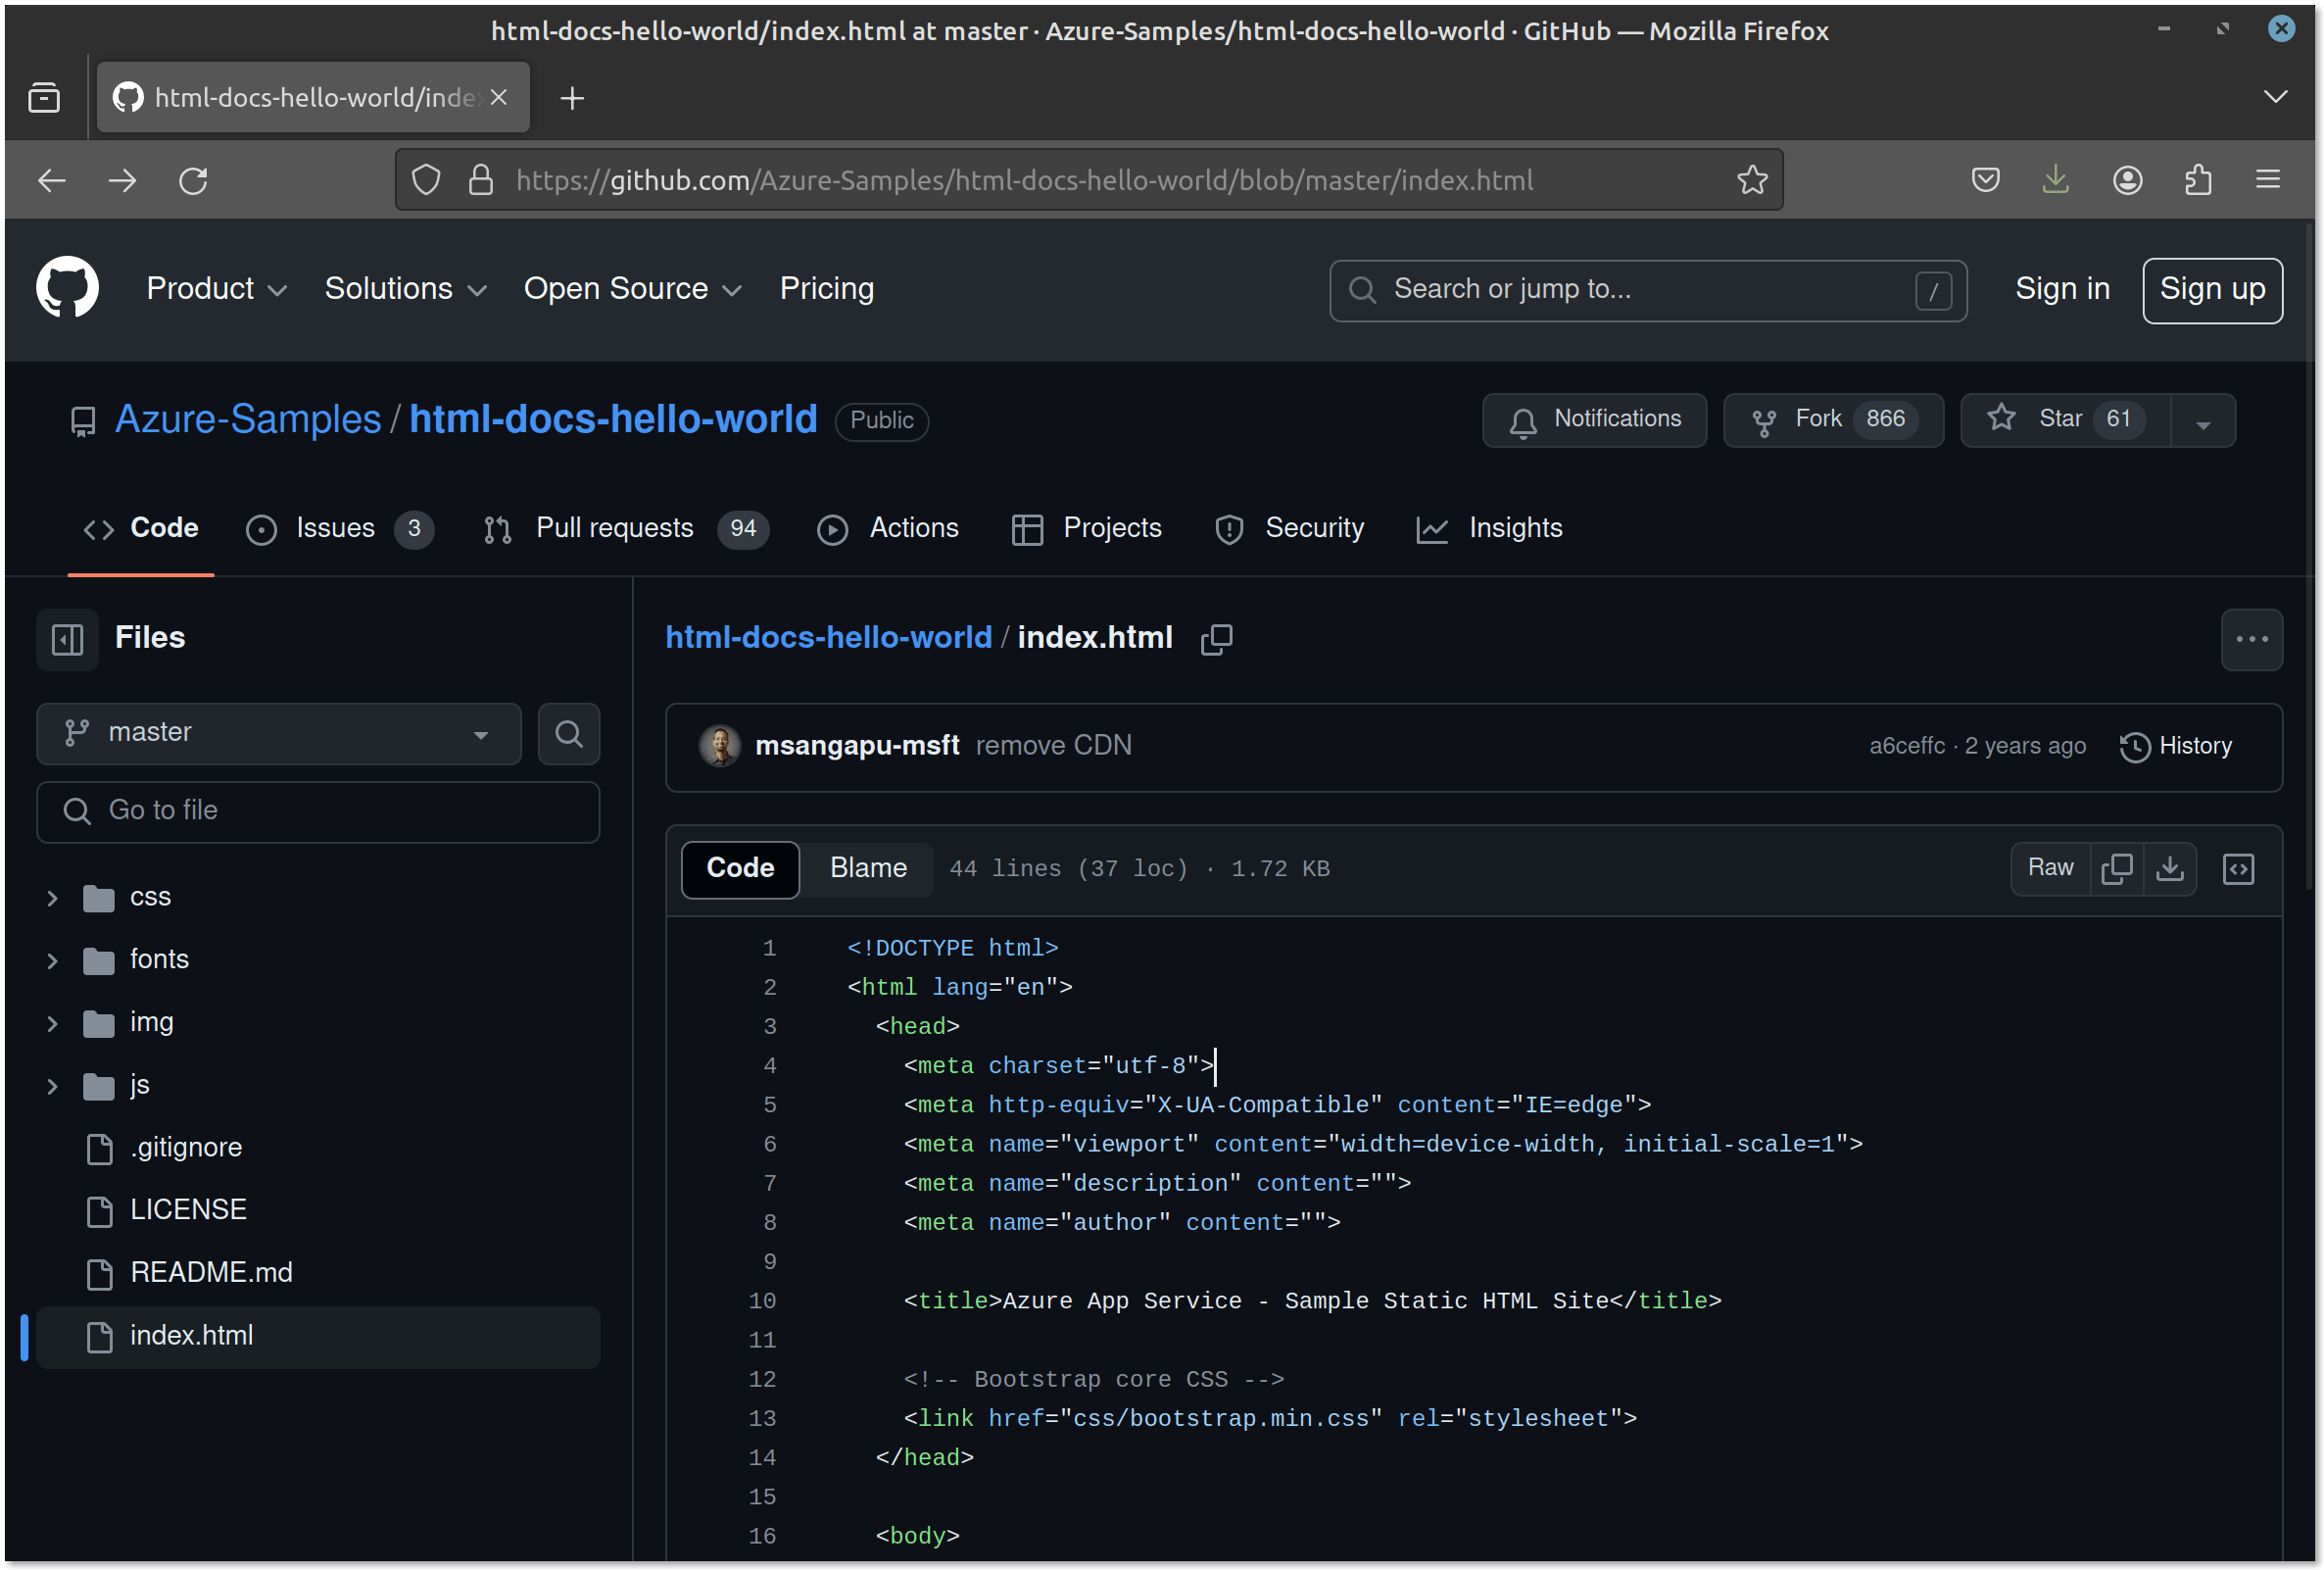 html-docs-hello-world/index.html at master · Azure-Samples/html-docs-hello-world · GitHub — Mozilla Firefox
html-docs-hello-world/inde
https://github.com/Azure-Samples/html-docs-hello-world/blob/master/index.html
Product Solutions Open Source Pricing Search or jump to... / Sign in Sign up
Azure-Samples / html-docs-hello-world Public Notifications Fork 866 Star 61
Code Issues 3 Pull requests 94 Actions Projects Security Insights
Files
master
Go to file
css
fonts
img
js
.gitignore
LICENSE
README.md
index.html
html-docs-hello-world / index.html
msangapu-msft remove CDN a6ceffc · 2 years ago History
Code Blame 44 lines (37 loc) · 1.72 KB Raw
1 <!DOCTYPE html>
2 <html lang="en">
3 <head>
4 <meta charset="utf-8">
5 <meta http-equiv="X-UA-Compatible" content="IE=edge">
6 <meta name="viewport" content="width=device-width, initial-scale=1">
7 <meta name="description" content="">
8 <meta name="author" content="">
9
10 <title>Azure App Service - Sample Static HTML Site</title>
11
12 <!-- Bootstrap core CSS -->
13 <link href="css/bootstrap.min.css" rel="stylesheet">
14 </head>
15
16 <body>